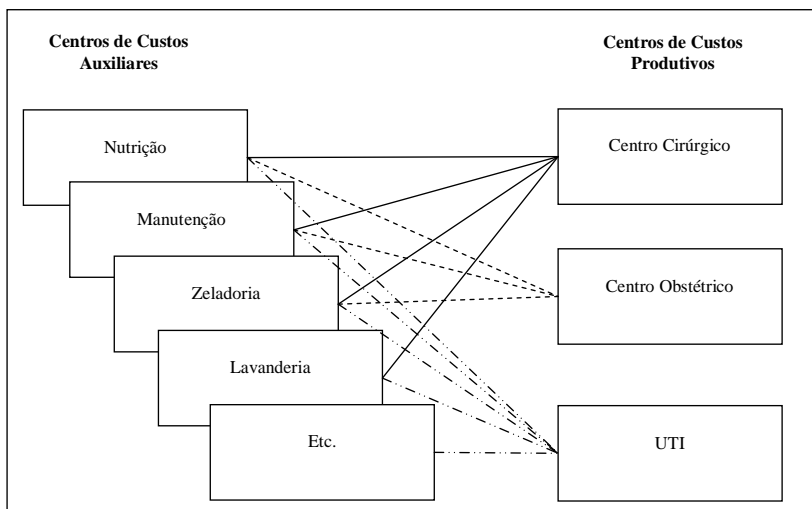 Centros de Custos
Auxiliares
Centros de Custos
Produtivos
Nutrição
Centro Cirúrgico
Manutenção
Zeladoria
Centro Obstétrico
Lavanderia
Etc.
UTI